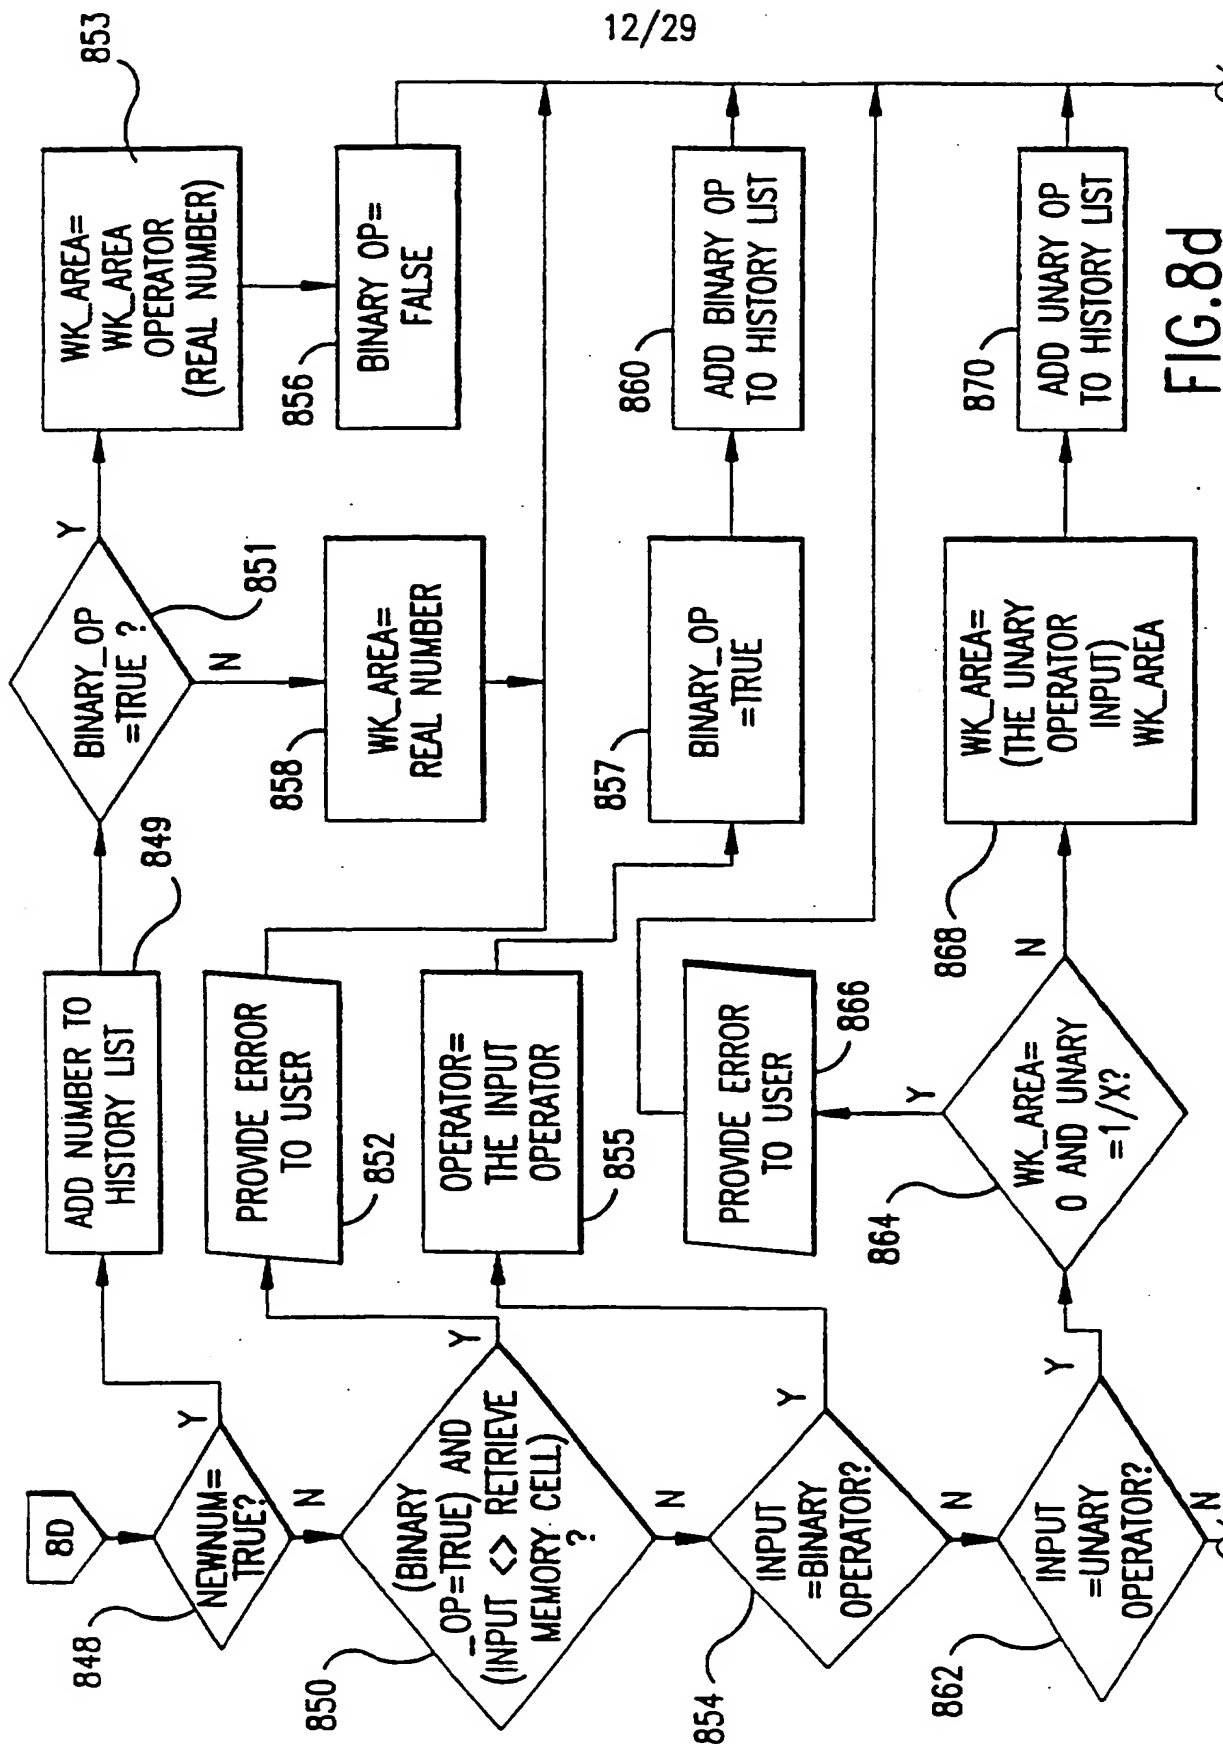 12/29
8D
848
NEWNUM=
TRUE?
Y
N
ADD NUMBER TO
HISTORY LIST
849
BINARY_OP
=TRUE ?
851
Y
N
WK_AREA=
WK_AREA
OPERATOR
(REAL NUMBER)
853
BINARY OP=
FALSE
856
858
WK_AREA=
REAL NUMBER
850
(BINARY
_OP=TRUE) AND
(INPUT <> RETRIEVE
MEMORY CELL)
?
Y
N
PROVIDE ERROR
TO USER
852
854
INPUT
=BINARY
OPERATOR?
Y
N
OPERATOR=
THE INPUT
OPERATOR
855
857
BINARY_OP
=TRUE
860
ADD BINARY OP
TO HISTORY LIST
862
INPUT
=UNARY
OPERATOR?
Y
N
864
WK_AREA=
0 AND UNARY
=1/X?
Y
N
PROVIDE ERROR
TO USER
866
868
WK_AREA=
(THE UNARY
OPERATOR
INPUT)
WK_AREA
870
ADD UNARY OP
TO HISTORY LIST
FIG.8d